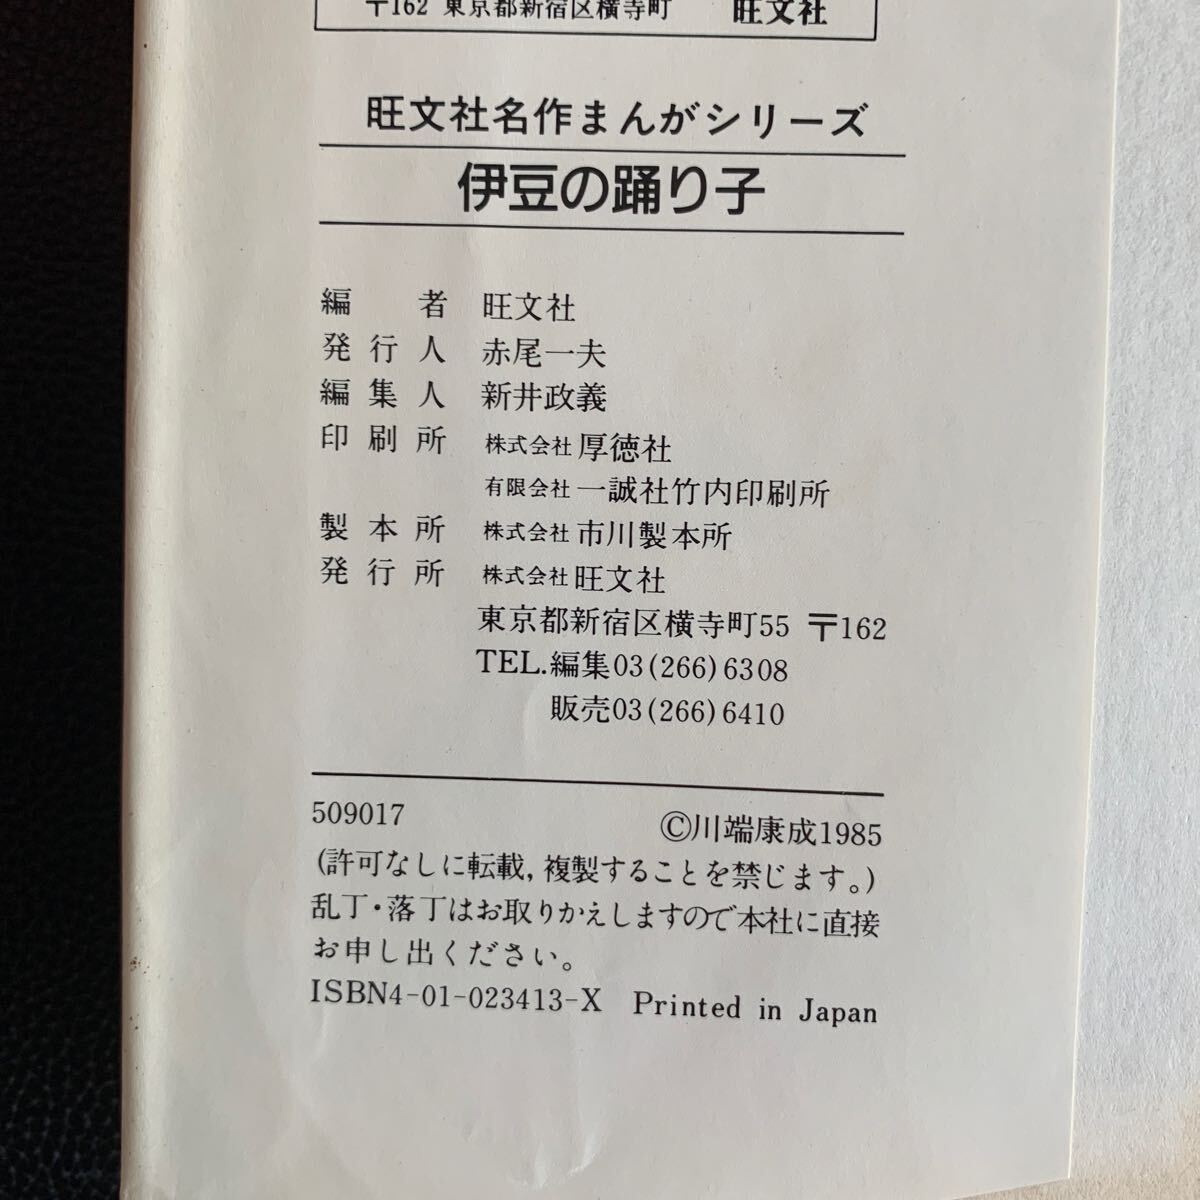 〒162 東京都新宿区横寺町 旺文社
旺文社名作まんがシリーズ
伊豆の踊り子
編者 旺文社
発行人 赤尾一夫
編集人 新井政義
印刷所 株式会社 厚徳社
有限会社 一誠社竹内印刷所
製本所 株式会社 市川製本所
発行所 株式会社 旺文社
東京都新宿区横寺町55 〒162
TEL.編集03(266)6308
販売03(266)6410
509017 ©川端康成1985
(許可なしに転載,複製することを禁じます。)
乱丁・落丁はお取りかえしますので本社に直接
お申し出ください。
ISBN4-01-023413-X Printed in Japan